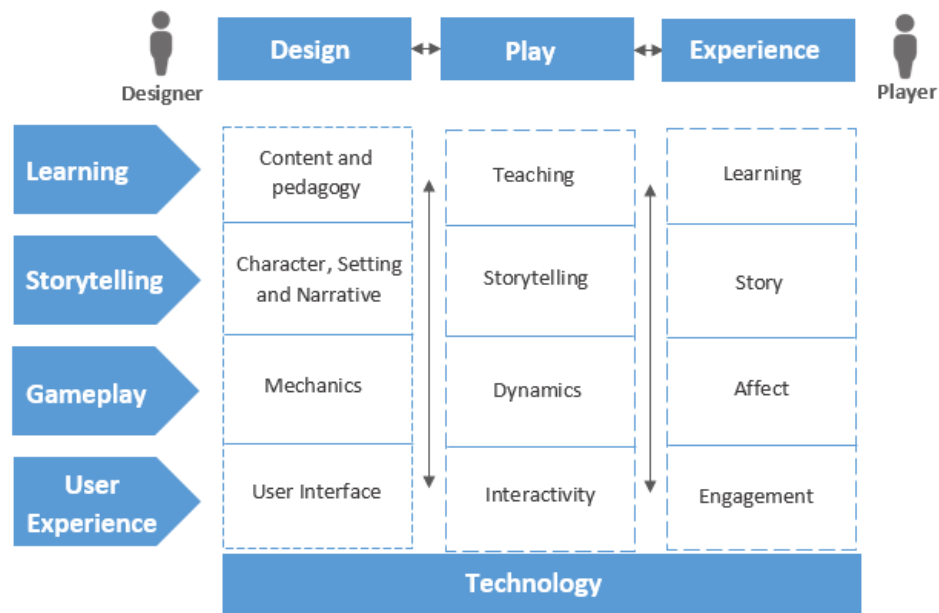 Design
Play
Experience
Designer
Player
Learning
Content and
pedagogy
Teaching
Learning
Storytelling
Character, Setting
and Narrative
Storytelling
Story
Gameplay
Mechanics
Dynamics
Affect
User
Experience
User Interface
Interactivity
Engagement
Technology